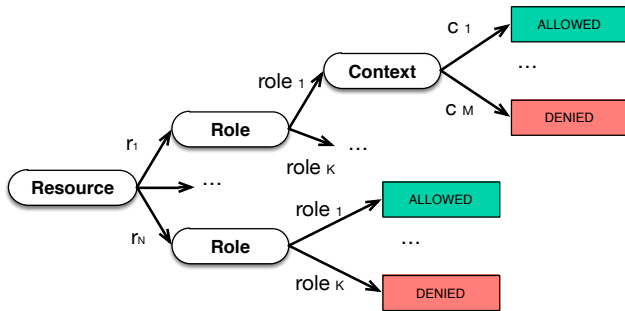 c 1
ALLOWED
Context
...
role 1
c M
DENIED
r1
Role
...
role K
Resource
...
role 1
ALLOWED
rN
Role
...
role K
DENIED